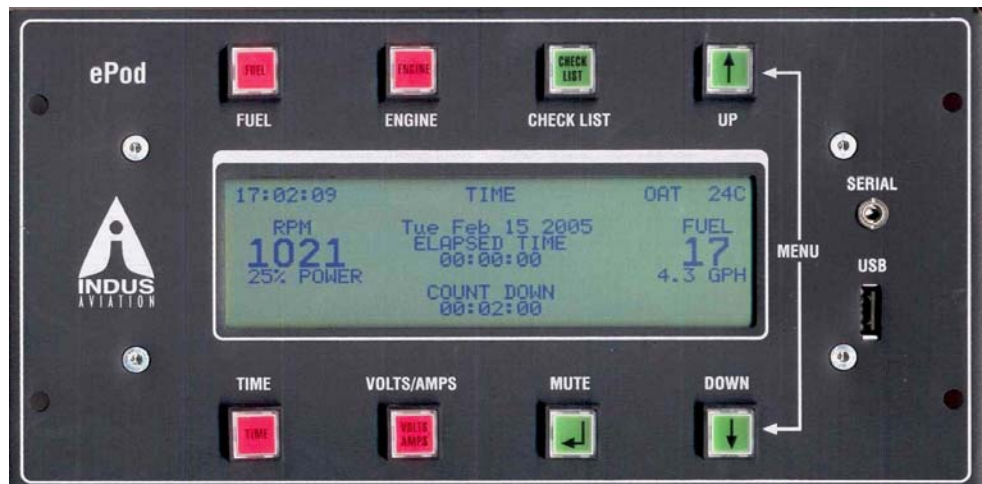 ePod
FUEL
ENGINE
CHECK
LIST
FUEL
ENGINE
CHECK LIST
UP
17:02:09 TIME OAT 24C
RPM Tue Feb 15 2005 FUEL
1021 ELAPSED TIME 17
00:00:00
25% POWER 4.3 GPH
COUNT DOWN
00:02:00
MENU
SERIAL
USB
INDUS
AVIATION
TIME
VOLTS/AMPS
MUTE
DOWN
TIME
VOLTS
AMPS